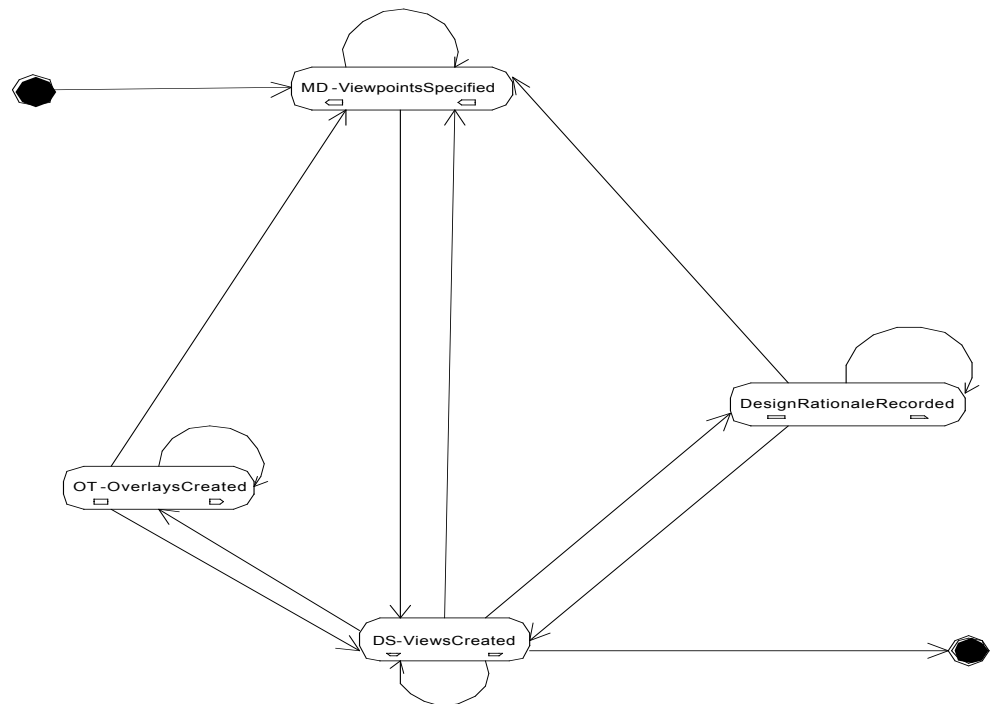 MD-ViewpointsSpecified
DesignRationaleRecorded
OT-OverlaysCreated
DS-ViewsCreated